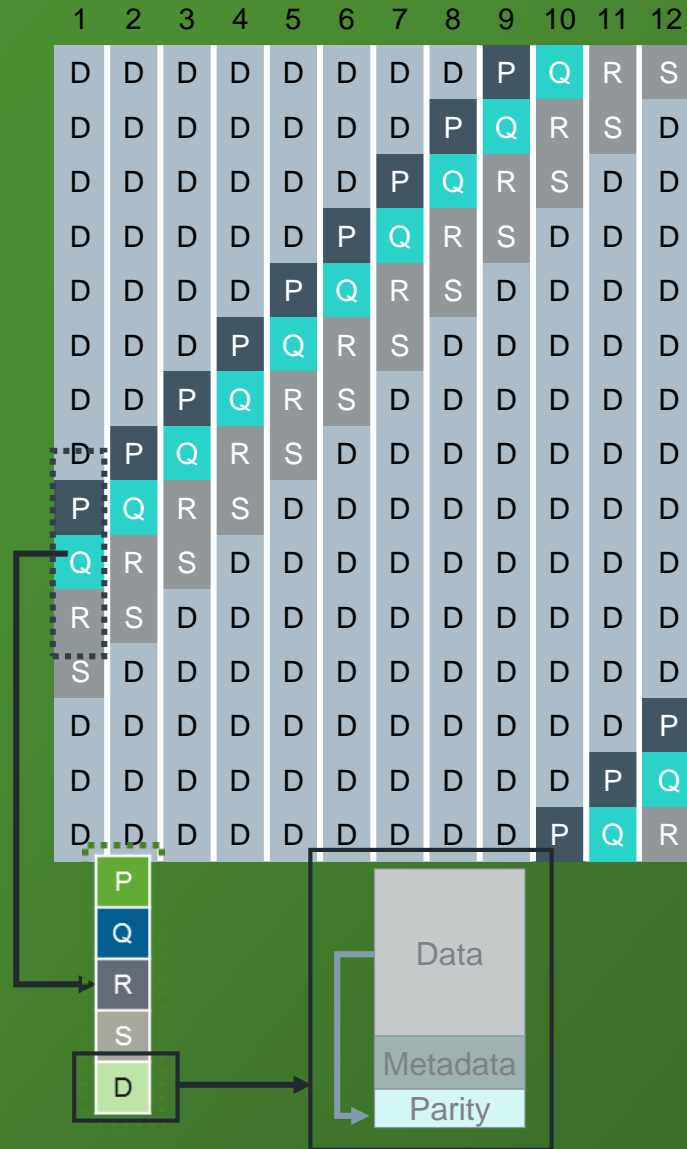 1 2 3 4 5 6 7 8 9 10 11 12
D D D D D D D D P Q R S
D D D D D D D P Q R S D
D D D D D D P Q R S D D
D D D D D P Q R S D D D
D D D D P Q R S D D D D
D D D P Q R S D D D D D
D D P Q R S D D D D D D
D P Q R S D D D D D D D
P Q R S D D D D D D D D
Q R S D D D D D D D D D
R S D D D D D D D D D D
S D D D D D D D D D D D
D D D D D D D D D D D P
D D D D D D D D D D P Q
D D D D D D D D D P Q R
P
Q
R
S
D
Data
Metadata
Parity